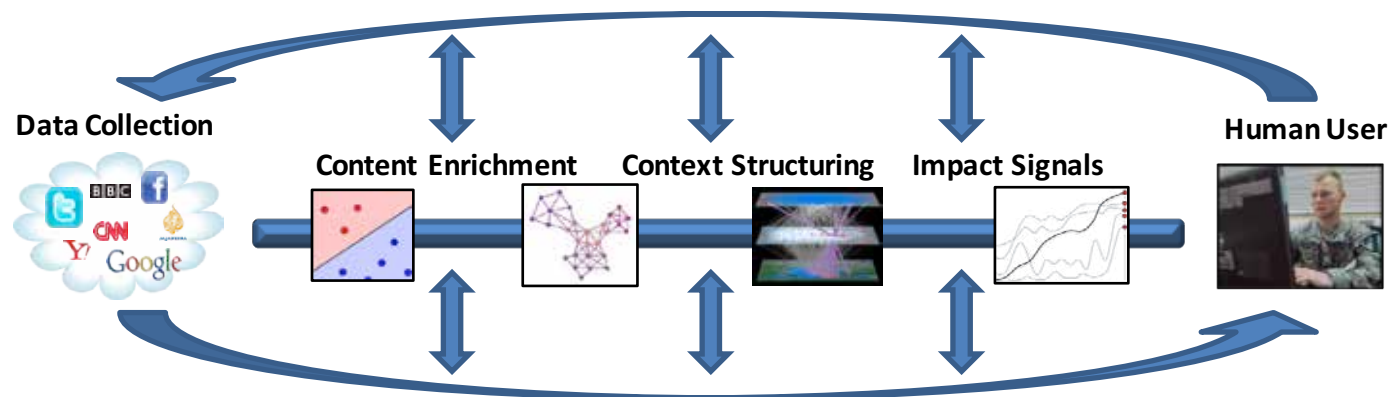 Data Collection
Human User
Content Enrichment
Context Structuring
Impact Signals
BBC
f
t
CNN
Y!
Google